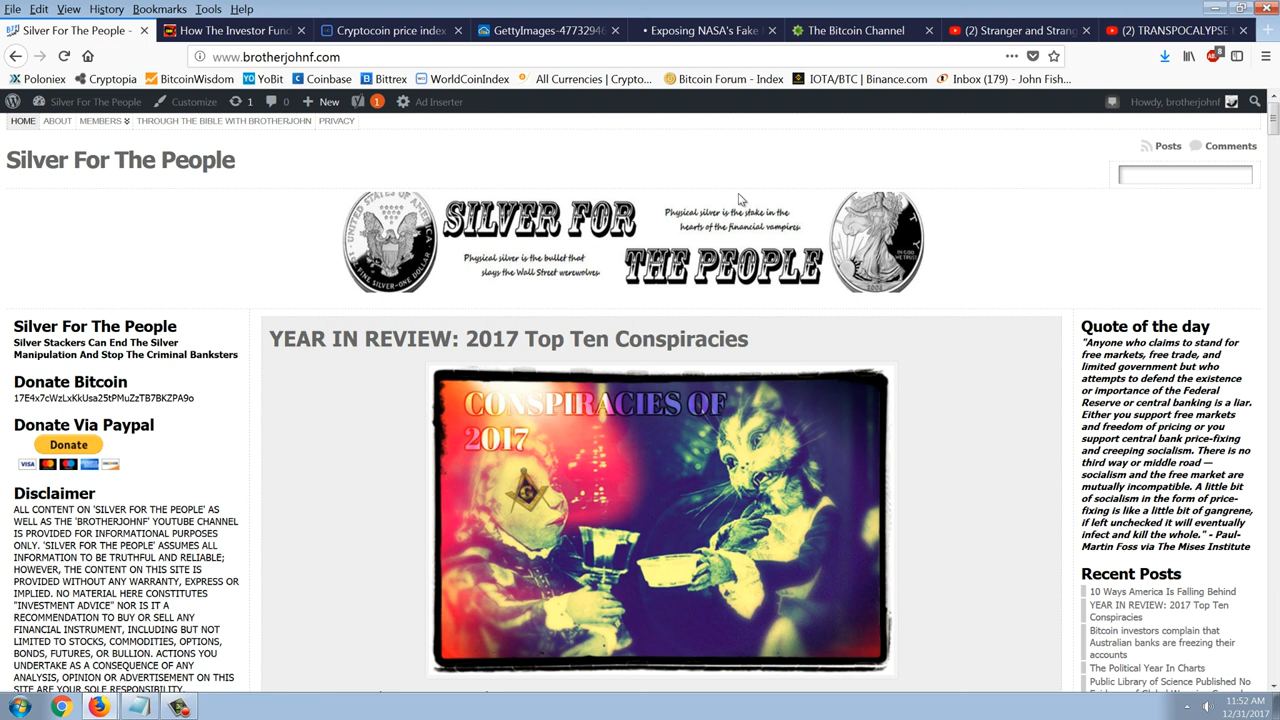 File Edit View History Bookmarks Tools Help
Silver For The People -
How The Investor Fund
Cryptocoin price index
GettyImages-47732946
Exposing NASA's Fake
The Bitcoin Channel
(2) Stranger and Strang
(2) TRANSPOCALYPSE
www.brotherjohnf.com
8
Poloniex Cryptopia BitcoinWisdom YoBit Coinbase Bittrex WorldCoinIndex All Currencies | Crypto... Bitcoin Forum - Index IOTA/BTC | Binance.com Inbox (179) - John Fish...
Silver For The People Customize 1 0 New 1 Ad Inserter Howdy, brotherjohnf
HOME ABOUT MEMBERS THROUGH THE BIBLE WITH BROTHERJOHN PRIVACY
Silver For The People
Posts Comments
UNITED STATES OF AMERICA
1 OZ. FINE SILVER~ONE DOLLAR
SILVER FOR
THE PEOPLE
Physical silver is the stake in the
hearts of the financial vampires.
Physical silver is the bullet that
slays the Wall Street werewolves.
Silver For The People
Silver Stackers Can End The Silver
Manipulation And Stop The Criminal Banksters
Donate Bitcoin
17E4x7cWzLxKkUsa25tPMuZzTB7BKZPA9o
Donate Via Paypal
Donate
VISA
Disclaimer
ALL CONTENT ON 'SILVER FOR THE PEOPLE' AS
WELL AS THE 'BROTHERJOHNF' YOUTUBE CHANNEL
IS PROVIDED FOR INFORMATIONAL PURPOSES
ONLY. 'SILVER FOR THE PEOPLE' ASSUMES ALL
INFORMATION TO BE TRUTHFUL AND RELIABLE;
HOWEVER, THE CONTENT ON THIS SITE IS
PROVIDED WITHOUT ANY WARRANTY, EXPRESS OR
IMPLIED. NO MATERIAL HERE CONSTITUTES
"INVESTMENT ADVICE" NOR IS IT A
RECOMMENDATION TO BUY OR SELL ANY
FINANCIAL INSTRUMENT, INCLUDING BUT NOT
LIMITED TO STOCKS, COMMODITIES, OPTIONS,
BONDS, FUTURES, OR BULLION. ACTIONS YOU
UNDERTAKE AS A CONSEQUENCE OF ANY
ANALYSIS, OPINION OR ADVERTISEMENT ON THIS
SITE ARE YOUR SOLE RESPONSIBILITY.
YEAR IN REVIEW: 2017 Top Ten Conspiracies
CONSPIRACIES OF
2017
Quote of the day
"Anyone who claims to stand for
free markets, free trade, and
limited government but who
attempts to defend the existence
or importance of the Federal
Reserve or central banking is a liar.
Either you support free markets
and freedom of pricing or you
support central bank price-fixing
and creeping socialism. There is no
third way or middle road —
socialism and the free market are
mutually incompatible. A little bit
of socialism in the form of price-
fixing is like a little bit of gangrene,
if left unchecked it will eventually
infect and kill the whole." - Paul-
Martin Foss via The Mises Institute
Recent Posts
10 Ways America Is Falling Behind
YEAR IN REVIEW: 2017 Top Ten
Conspiracies
Bitcoin investors complain that
Australian banks are freezing their
accounts
The Political Year In Charts
Public Library of Science Published No
11:52 AM
12/31/2017